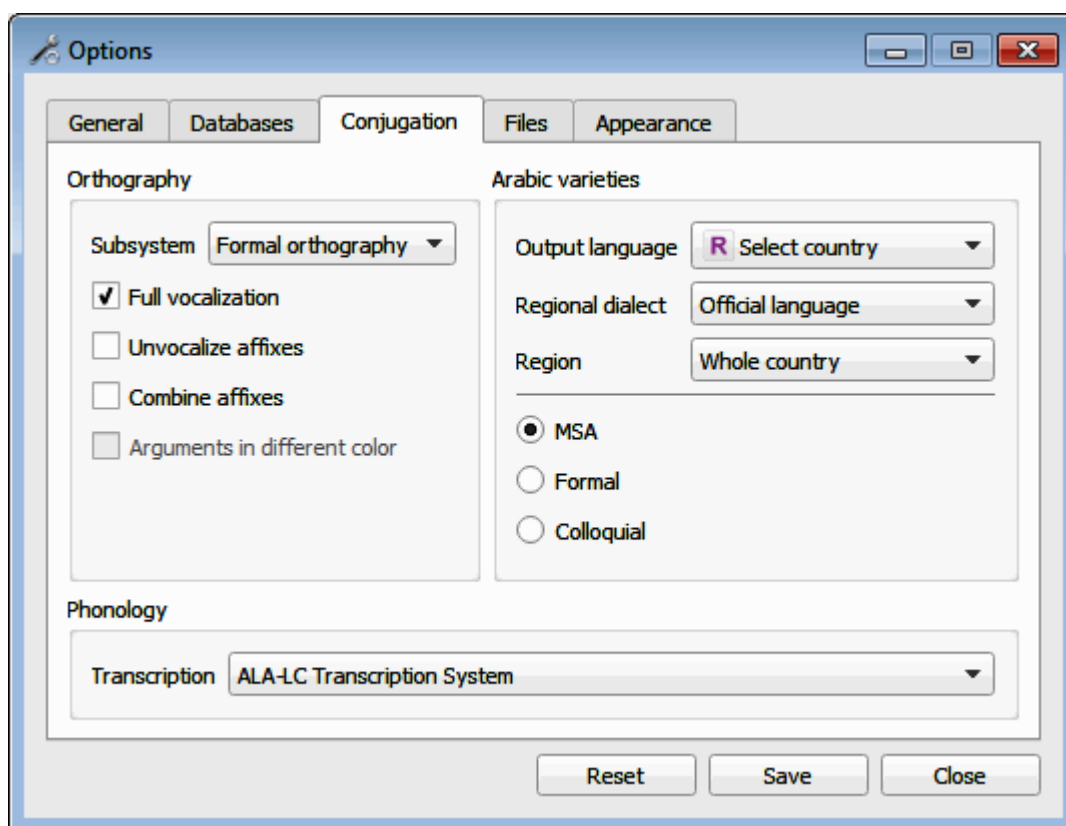 Options
General Databases Conjugation Files Appearance
Orthography
Subsystem Formal orthography
Full vocalization
Unvocalize affixes
Combine affixes
Arguments in different color
Arabic varieties
Output language R Select country
Regional dialect Official language
Region Whole country
MSA
Formal
Colloquial
Phonology
Transcription ALA-LC Transcription System
Reset Save Close